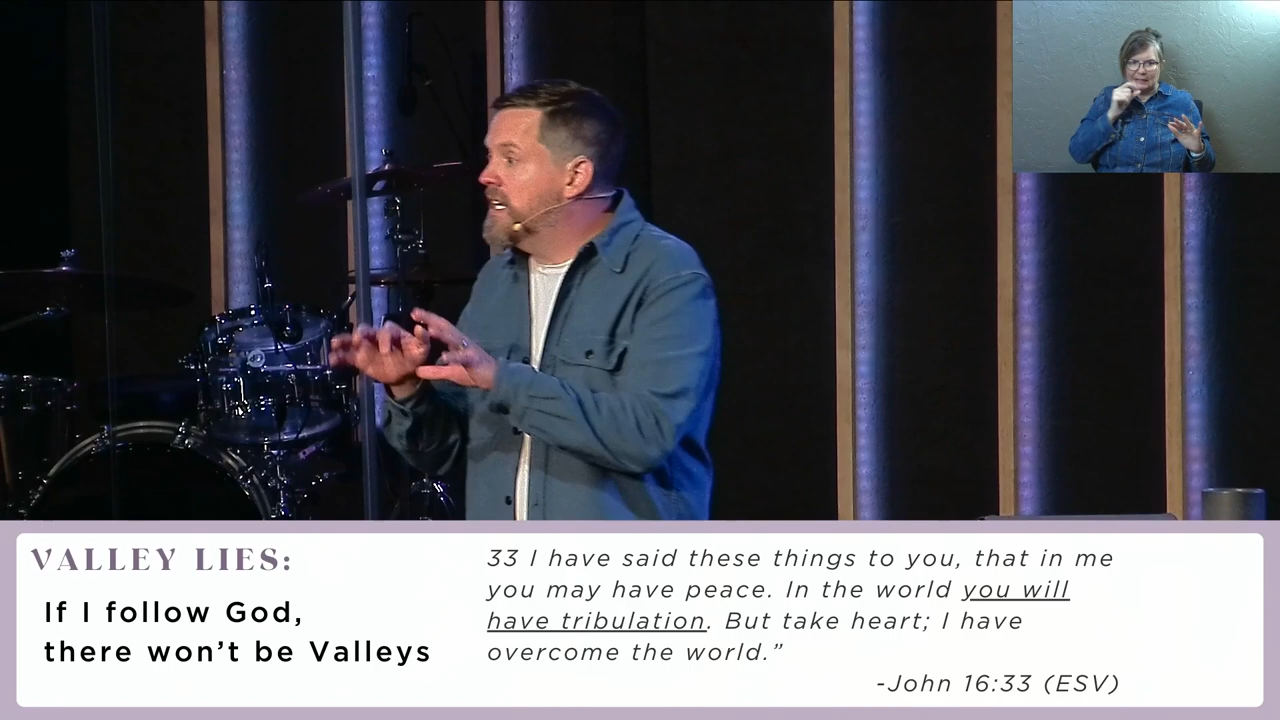 VALLEY LIES:
If I follow God,
there won’t be Valleys
33 I have said these things to you, that in me
you may have peace. In the world you will
have tribulation. But take heart; I have
overcome the world.”
-John 16:33 (ESV)